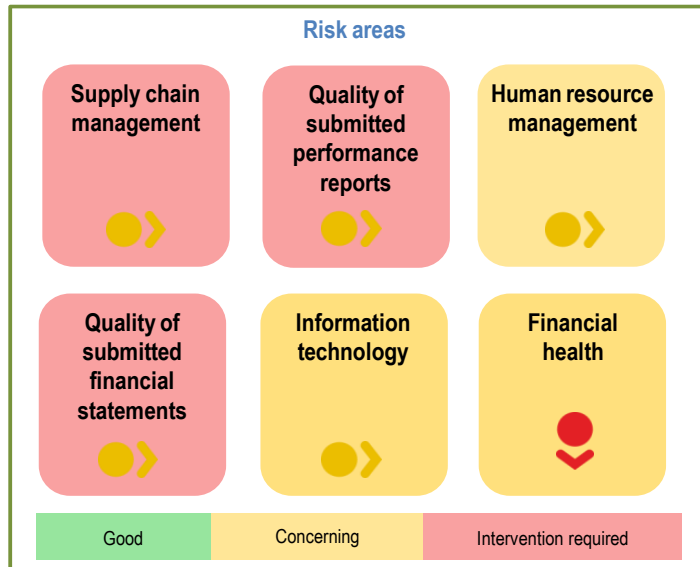 Risk areas
Supply chain
management
Quality of
submitted
performance
reports
Human resource
management
Quality of
submitted
financial
statements
Information
technology
Financial
health
Good
Concerning
Intervention required